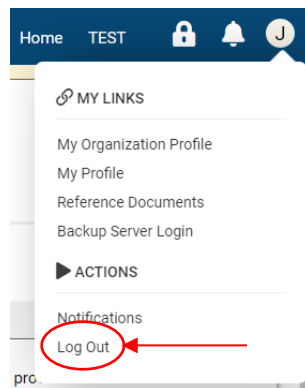 Home TEST J
MY LINKS
My Organization Profile
My Profile
Reference Documents
Backup Server Login
ACTIONS
Notifications
Log Out
pro